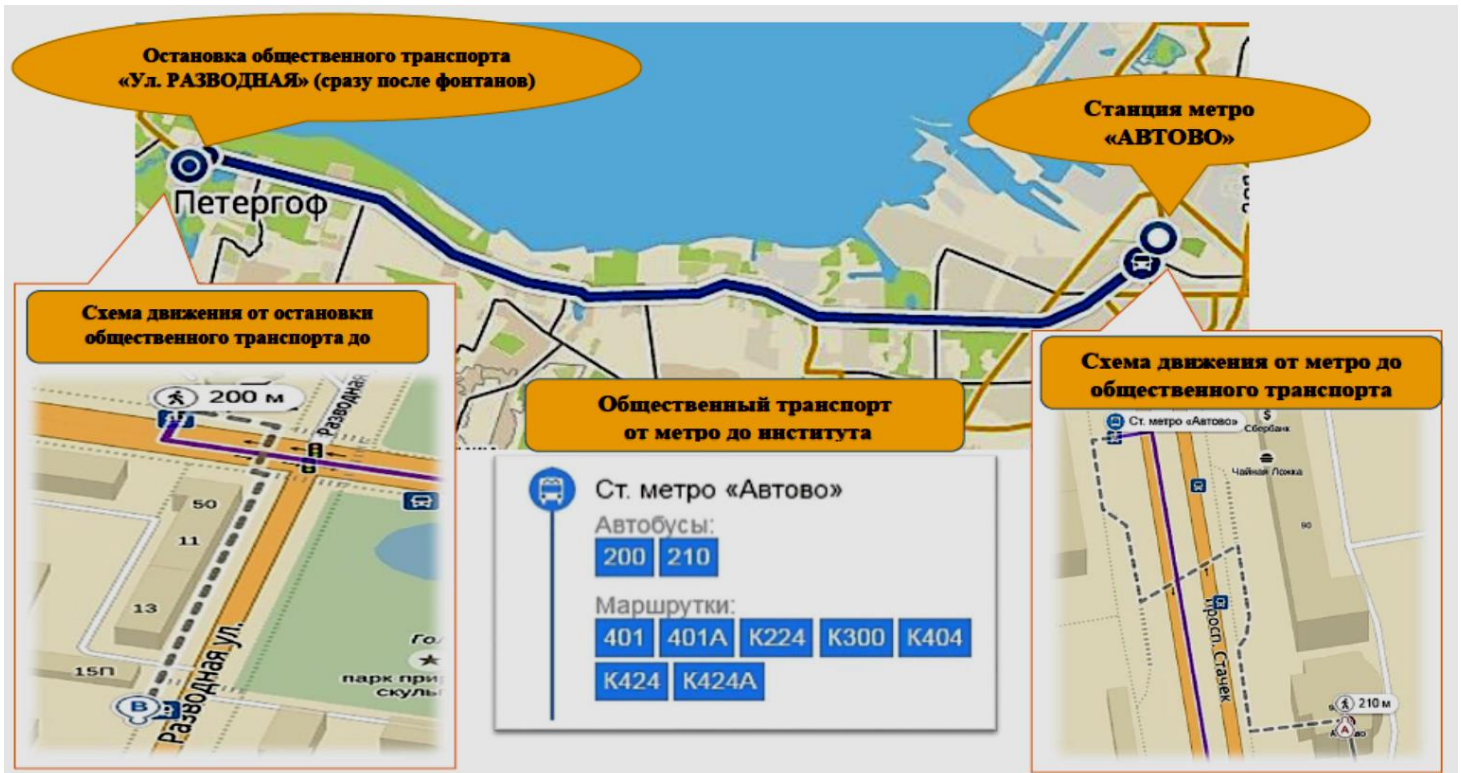 Остановка общественного транспорта
«Ул. РАЗВОДНАЯ» (сразу после фонтанов)
Станция метро
«АВТОВО»
Петергоф
Схема движения от остановки
общественного транспорта до
200 м
Разводная
50
11
13
15П
Разводная ул.
парк при
скуль
B
Общественный транспорт
от метро до института
Ст. метро «Автово»
Автобусы:
200 210
Маршрутки:
401 401А К224 К300 К404
К424 К424А
Схема движения от метро до
общественного транспорта
Ст. метро «Автово»
$
Сбербанк
Чайная Ложка
90
просп. Стачек
210 м
A